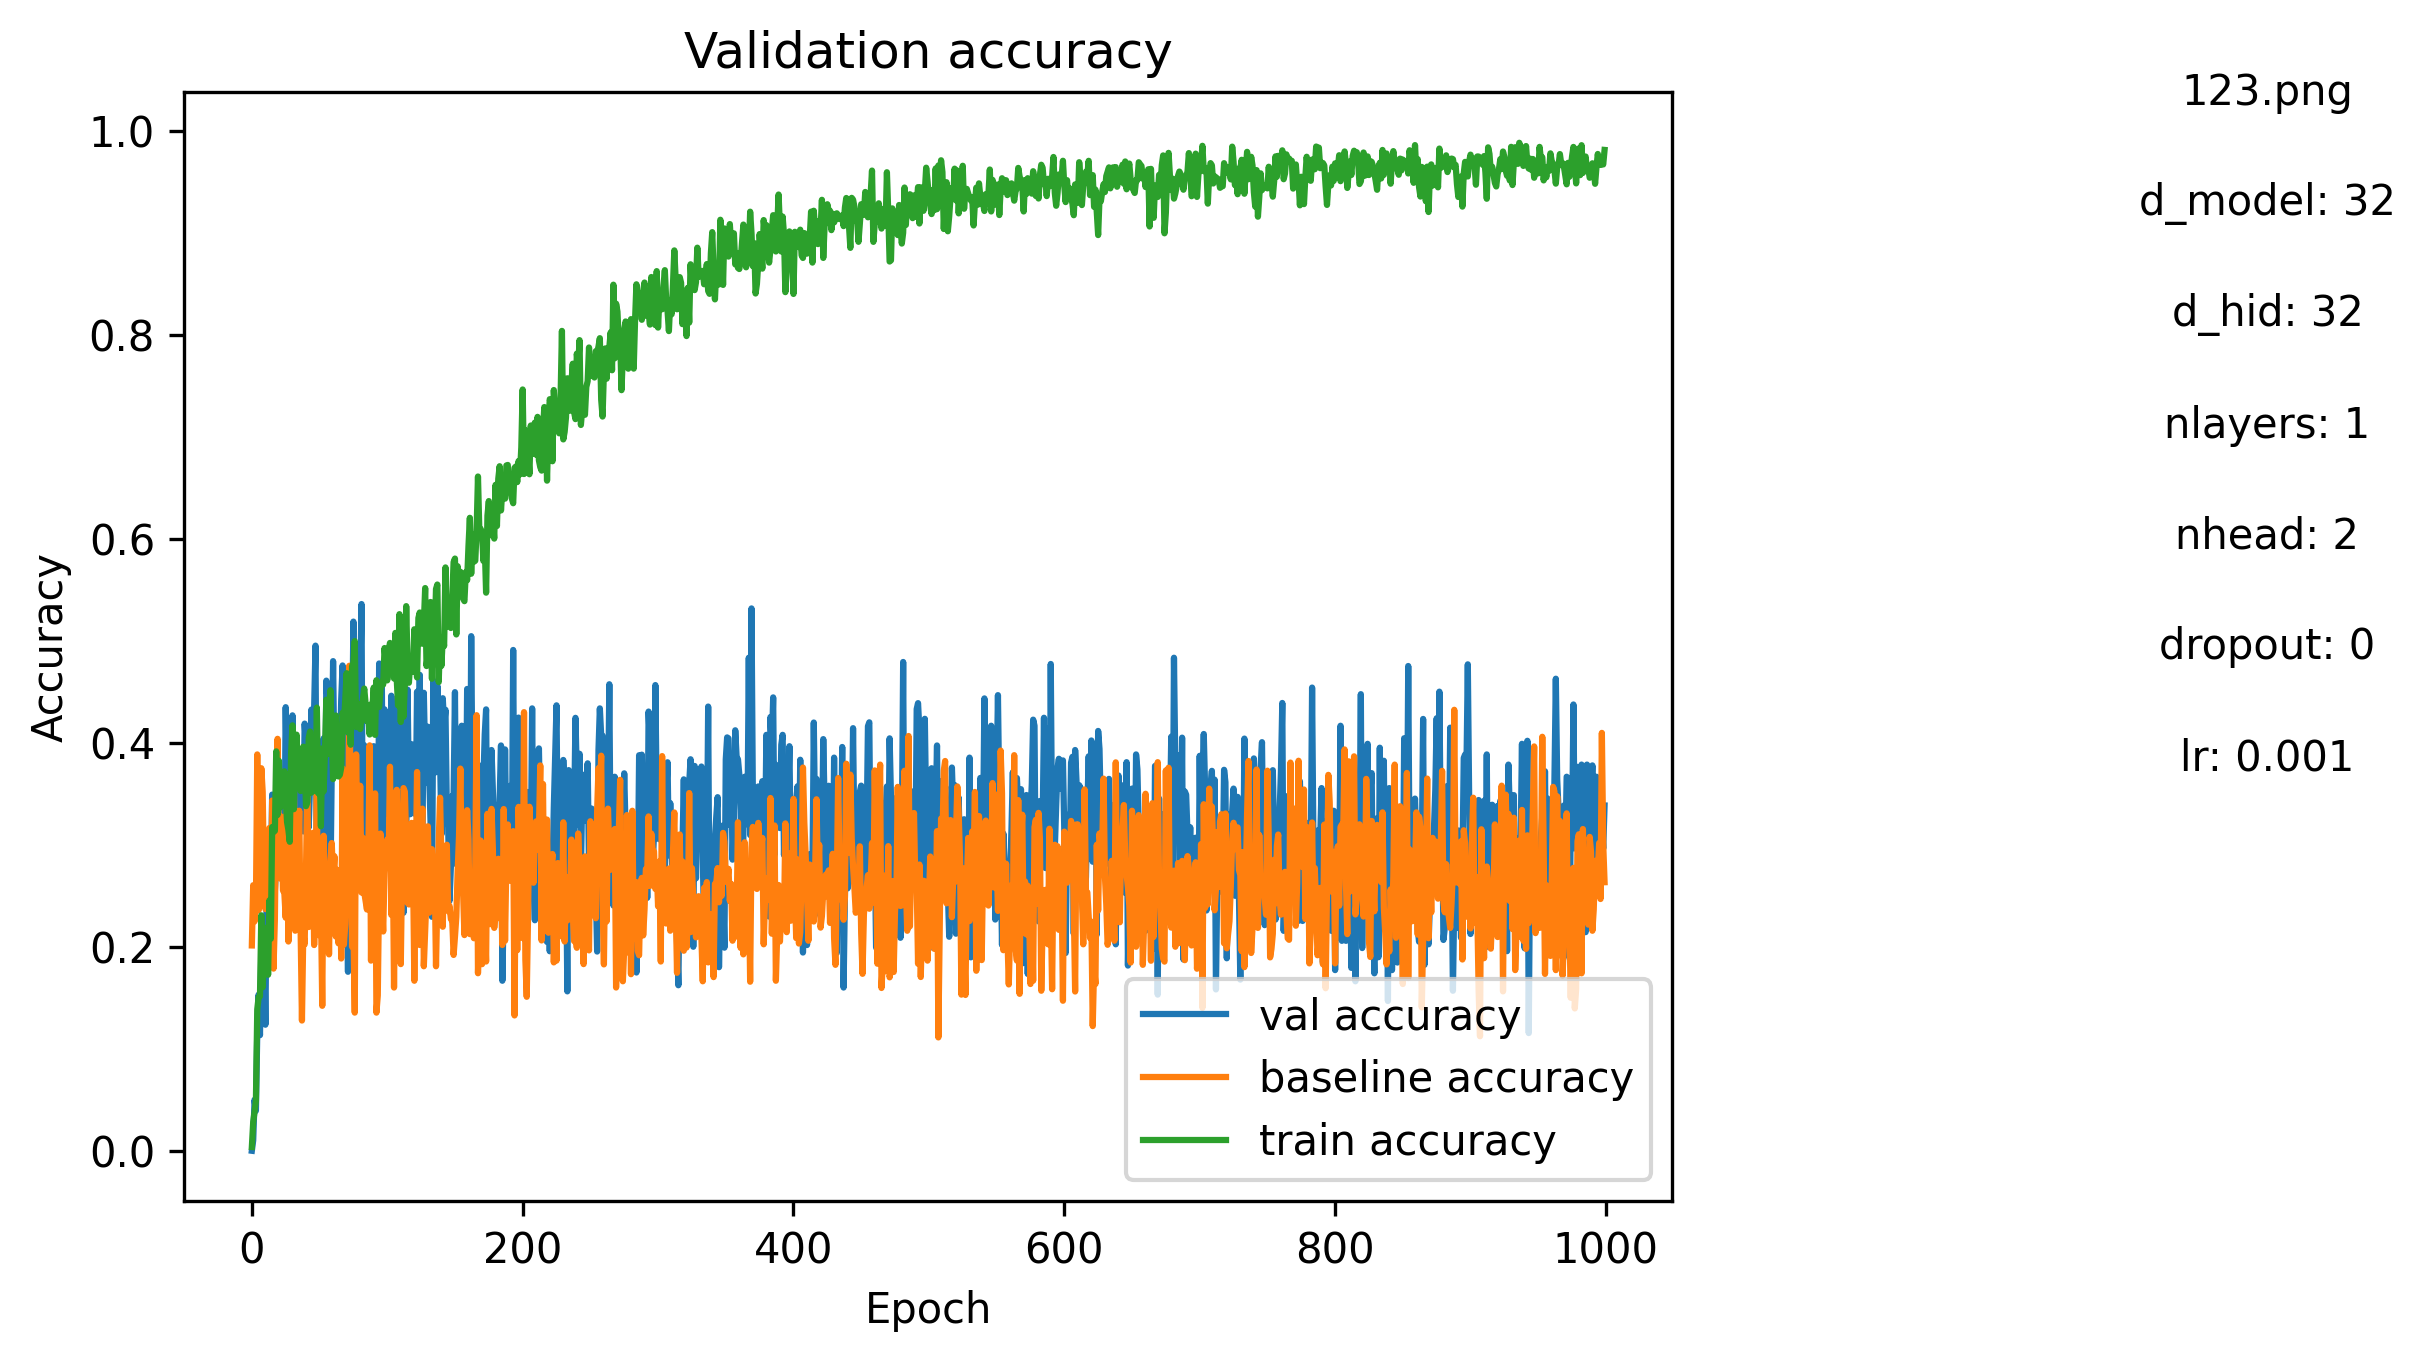 Validation accuracy
1.0
0.8
0.6
0.4
0.2
0.0
Accuracy
0
200
400
600
800
1000
Epoch
val accuracy
baseline accuracy
train accuracy
123.png
d_model: 32
d_hid: 32
nlayers: 1
nhead: 2
dropout: 0
lr: 0.001